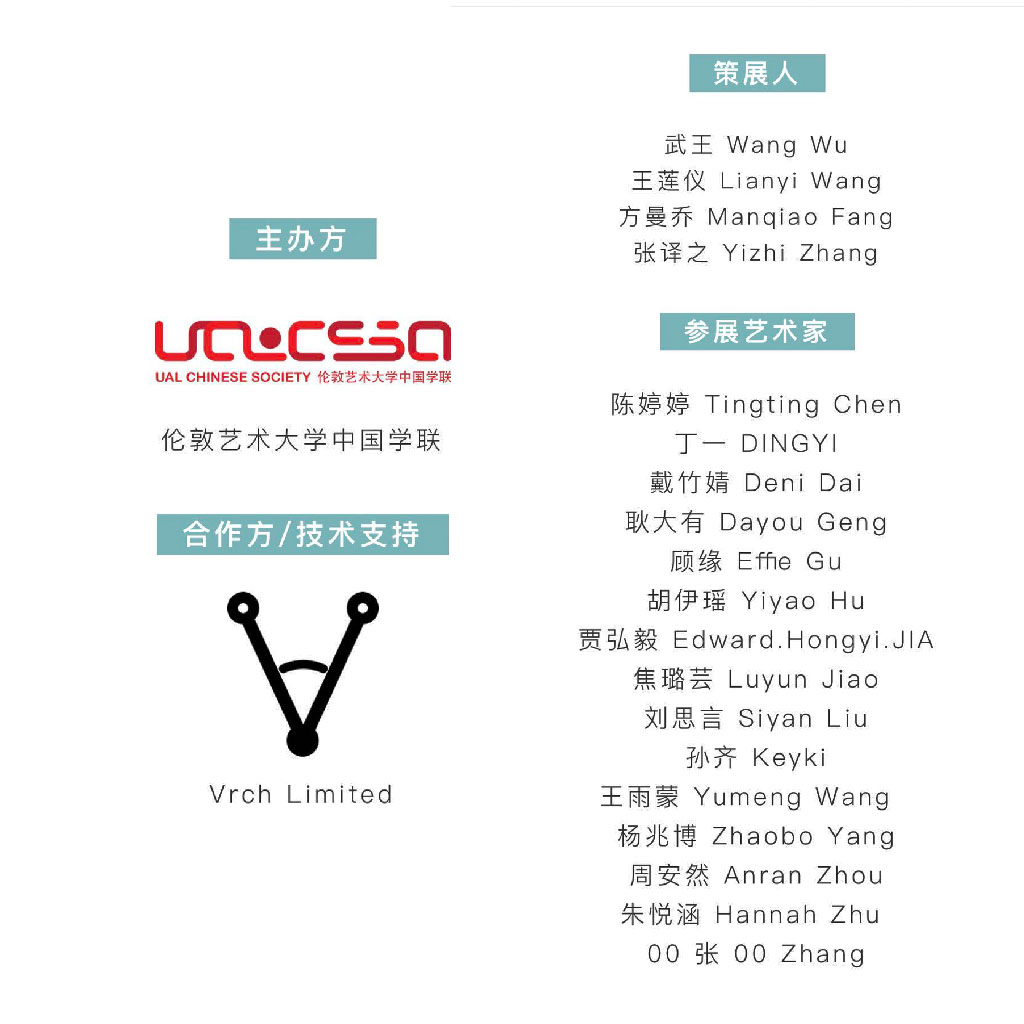 主办方
UAL·CSSA
UAL CHINESE SOCIETY 伦敦艺术大学中国学联
伦敦艺术大学中国学联
合作方/技术支持
Vrch Limited
策展人
武王 Wang Wu
王莲仪 Lianyi Wang
方曼乔 Manqiao Fang
张译之 Yizhi Zhang
参展艺术家
陈婷婷 Tingting Chen
丁一 DINGYI
戴竹婧 Deni Dai
耿大有 Dayou Geng
顾缘 Effie Gu
胡伊瑶 Yiyao Hu
贾弘毅 Edward.Hongyi.JIA
焦璐芸 Luyun Jiao
刘思言 Siyan Liu
孙齐 Keyki
王雨蒙 Yumeng Wang
杨兆博 Zhaobo Yang
周安然 Anran Zhou
朱悦涵 Hannah Zhu
00 张 00 Zhang